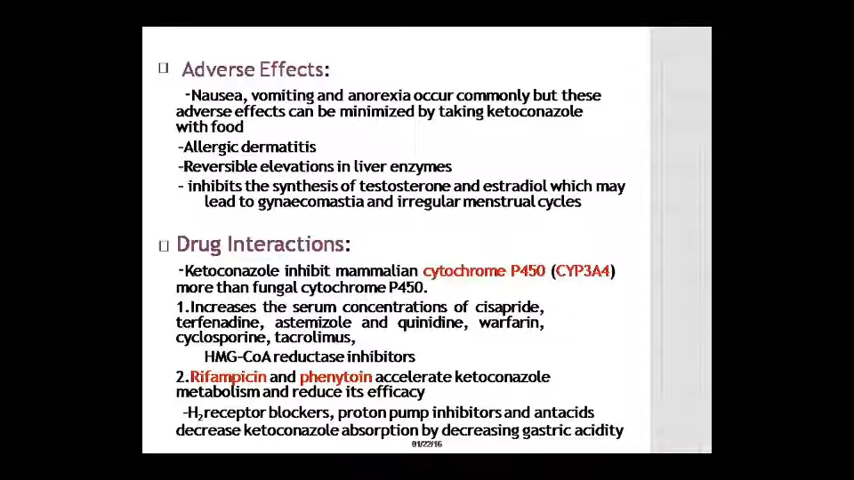 Adverse Effects:
-Nausea, vomiting and anorexia occur commonly but these
adverse effects can be minimized by taking ketoconazole
with food
-Allergic dermatitis
-Reversible elevations in liver enzymes
- inhibits the synthesis of testosterone and estradiol which may
lead to gynaecomastia and irregular menstrual cycles
Drug Interactions:
-Ketoconazole inhibit mammalian cytochrome P450 (CYP3A4)
more than fungal cytochrome P450.
1.Increases the serum concentrations of cisapride,
terfenadine, astemizole and quinidine, warfarin,
cyclosporine, tacrolimus,
HMG-CoA reductase inhibitors
2.Rifampicin and phenytoin accelerate ketoconazole
metabolism and reduce its efficacy
-H2 receptor blockers, proton pump inhibitors and antacids
decrease ketoconazole absorption by decreasing gastric acidity
01/22/16